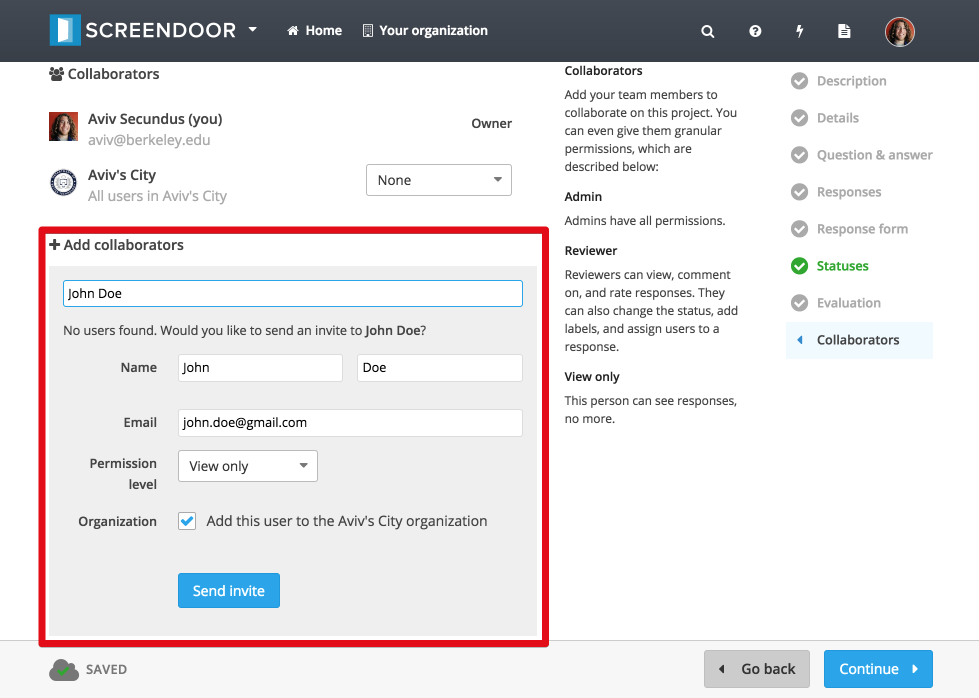 SCREENDOOR
Home
Your organization
Collaborators
Aviv Secundus (you)
aviv@berkeley.edu
Owner
Aviv's City
All users in Aviv's City
None
Add collaborators
John Doe
No users found. Would you like to send an invite to John Doe?
Name
John
Doe
Email
john.doe@gmail.com
Permission
level
View only
Organization
Add this user to the Aviv's City organization
Send invite
Collaborators
Add your team members to
collaborate on this project. You
can even give them granular
permissions, which are
described below:
Admin
Admins have all permissions.
Reviewer
Reviewers can view, comment
on, and rate responses. They
can also change the status, add
labels, and assign users to a
response.
View only
This person can see responses,
no more.
Description
Details
Question & answer
Responses
Response form
Statuses
Evaluation
Collaborators
SAVED
Go back
Continue